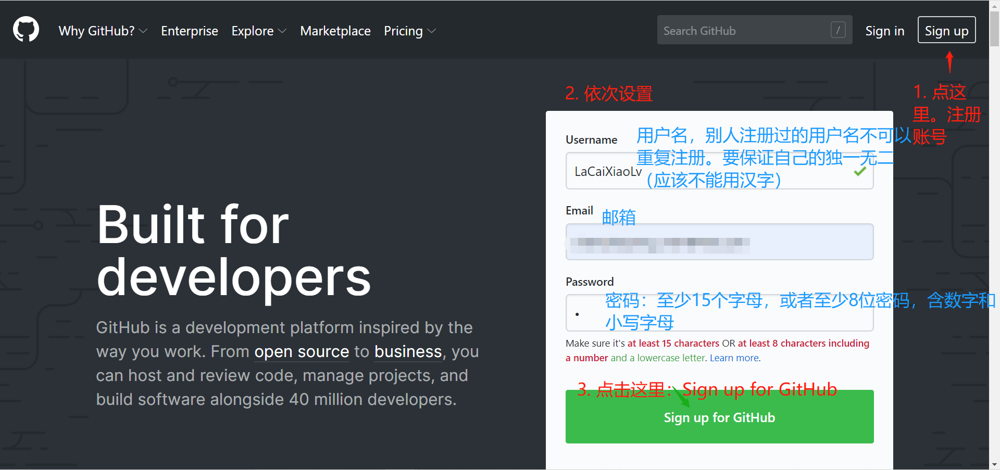 Why GitHub?
Enterprise
Explore
Marketplace
Pricing
Search GitHub
/
Sign in
Sign up
1. 点这
里。注册
账号
2. 依次设置
Username
用户名，别人注册过的用户名不可以
重复注册。要保证自己的独一无二
（应该不能用汉字）
LaCaiXiaoLv
Email
邮箱
Password
密码：至少15个字母，或者至少8位密码，含数字和
小写字母
Make sure it's at least 15 characters OR at least 8 characters including
a number and a lowercase letter. Learn more.
3. 点击这里：Sign up for GitHub
Sign up for GitHub
Built for
developers
GitHub is a development platform inspired by the
way you work. From open source to business, you
can host and review code, manage projects, and
build software alongside 40 million developers.